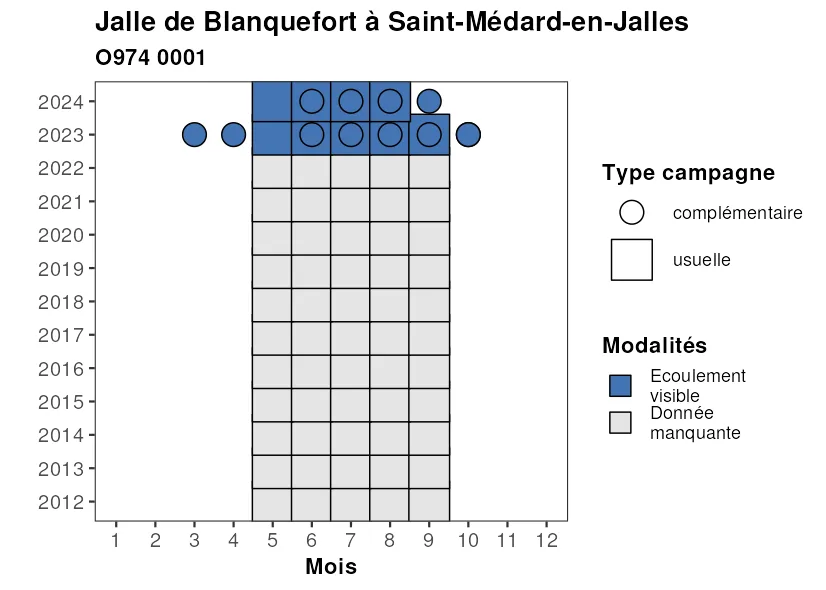 Jalle de Blanquefort à Saint-Médard-en-Jalles
O974 0001
2024
2023
2022
2021
2020
2019
2018
2017
2016
2015
2014
2013
2012
1 2 3 4 5 6 7 8 9 10 11 12
Mois
Type campagne
complémentaire
usuelle
Modalités
Ecoulement
visible
Donnée
manquante